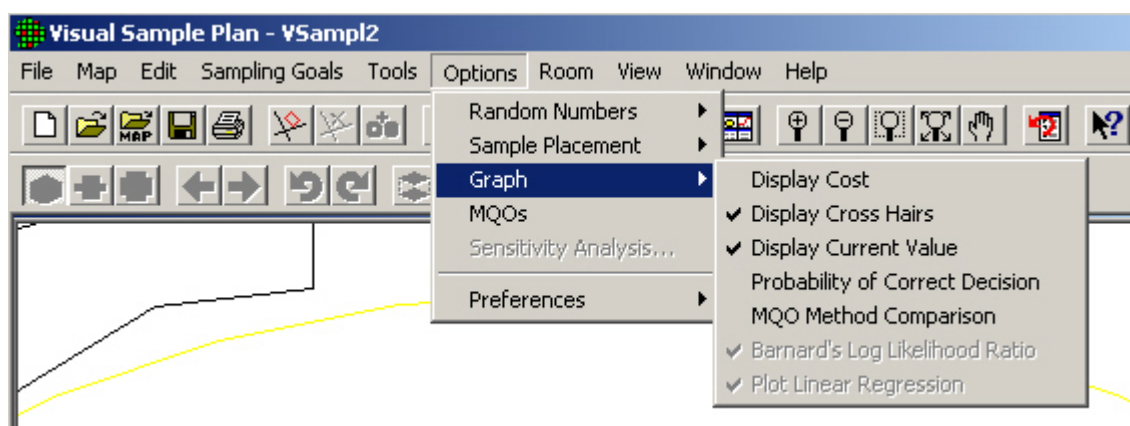 Visual Sample Plan - VSampl2
File Map Edit Sampling Goals Tools Options Room View Window Help
MAP
Random Numbers
Sample Placement
Graph
MQOs
Sensitivity Analysis...
Preferences
Display Cost
Display Cross Hairs
Display Current Value
Probability of Correct Decision
MQO Method Comparison
Barnard's Log Likelihood Ratio
Plot Linear Regression